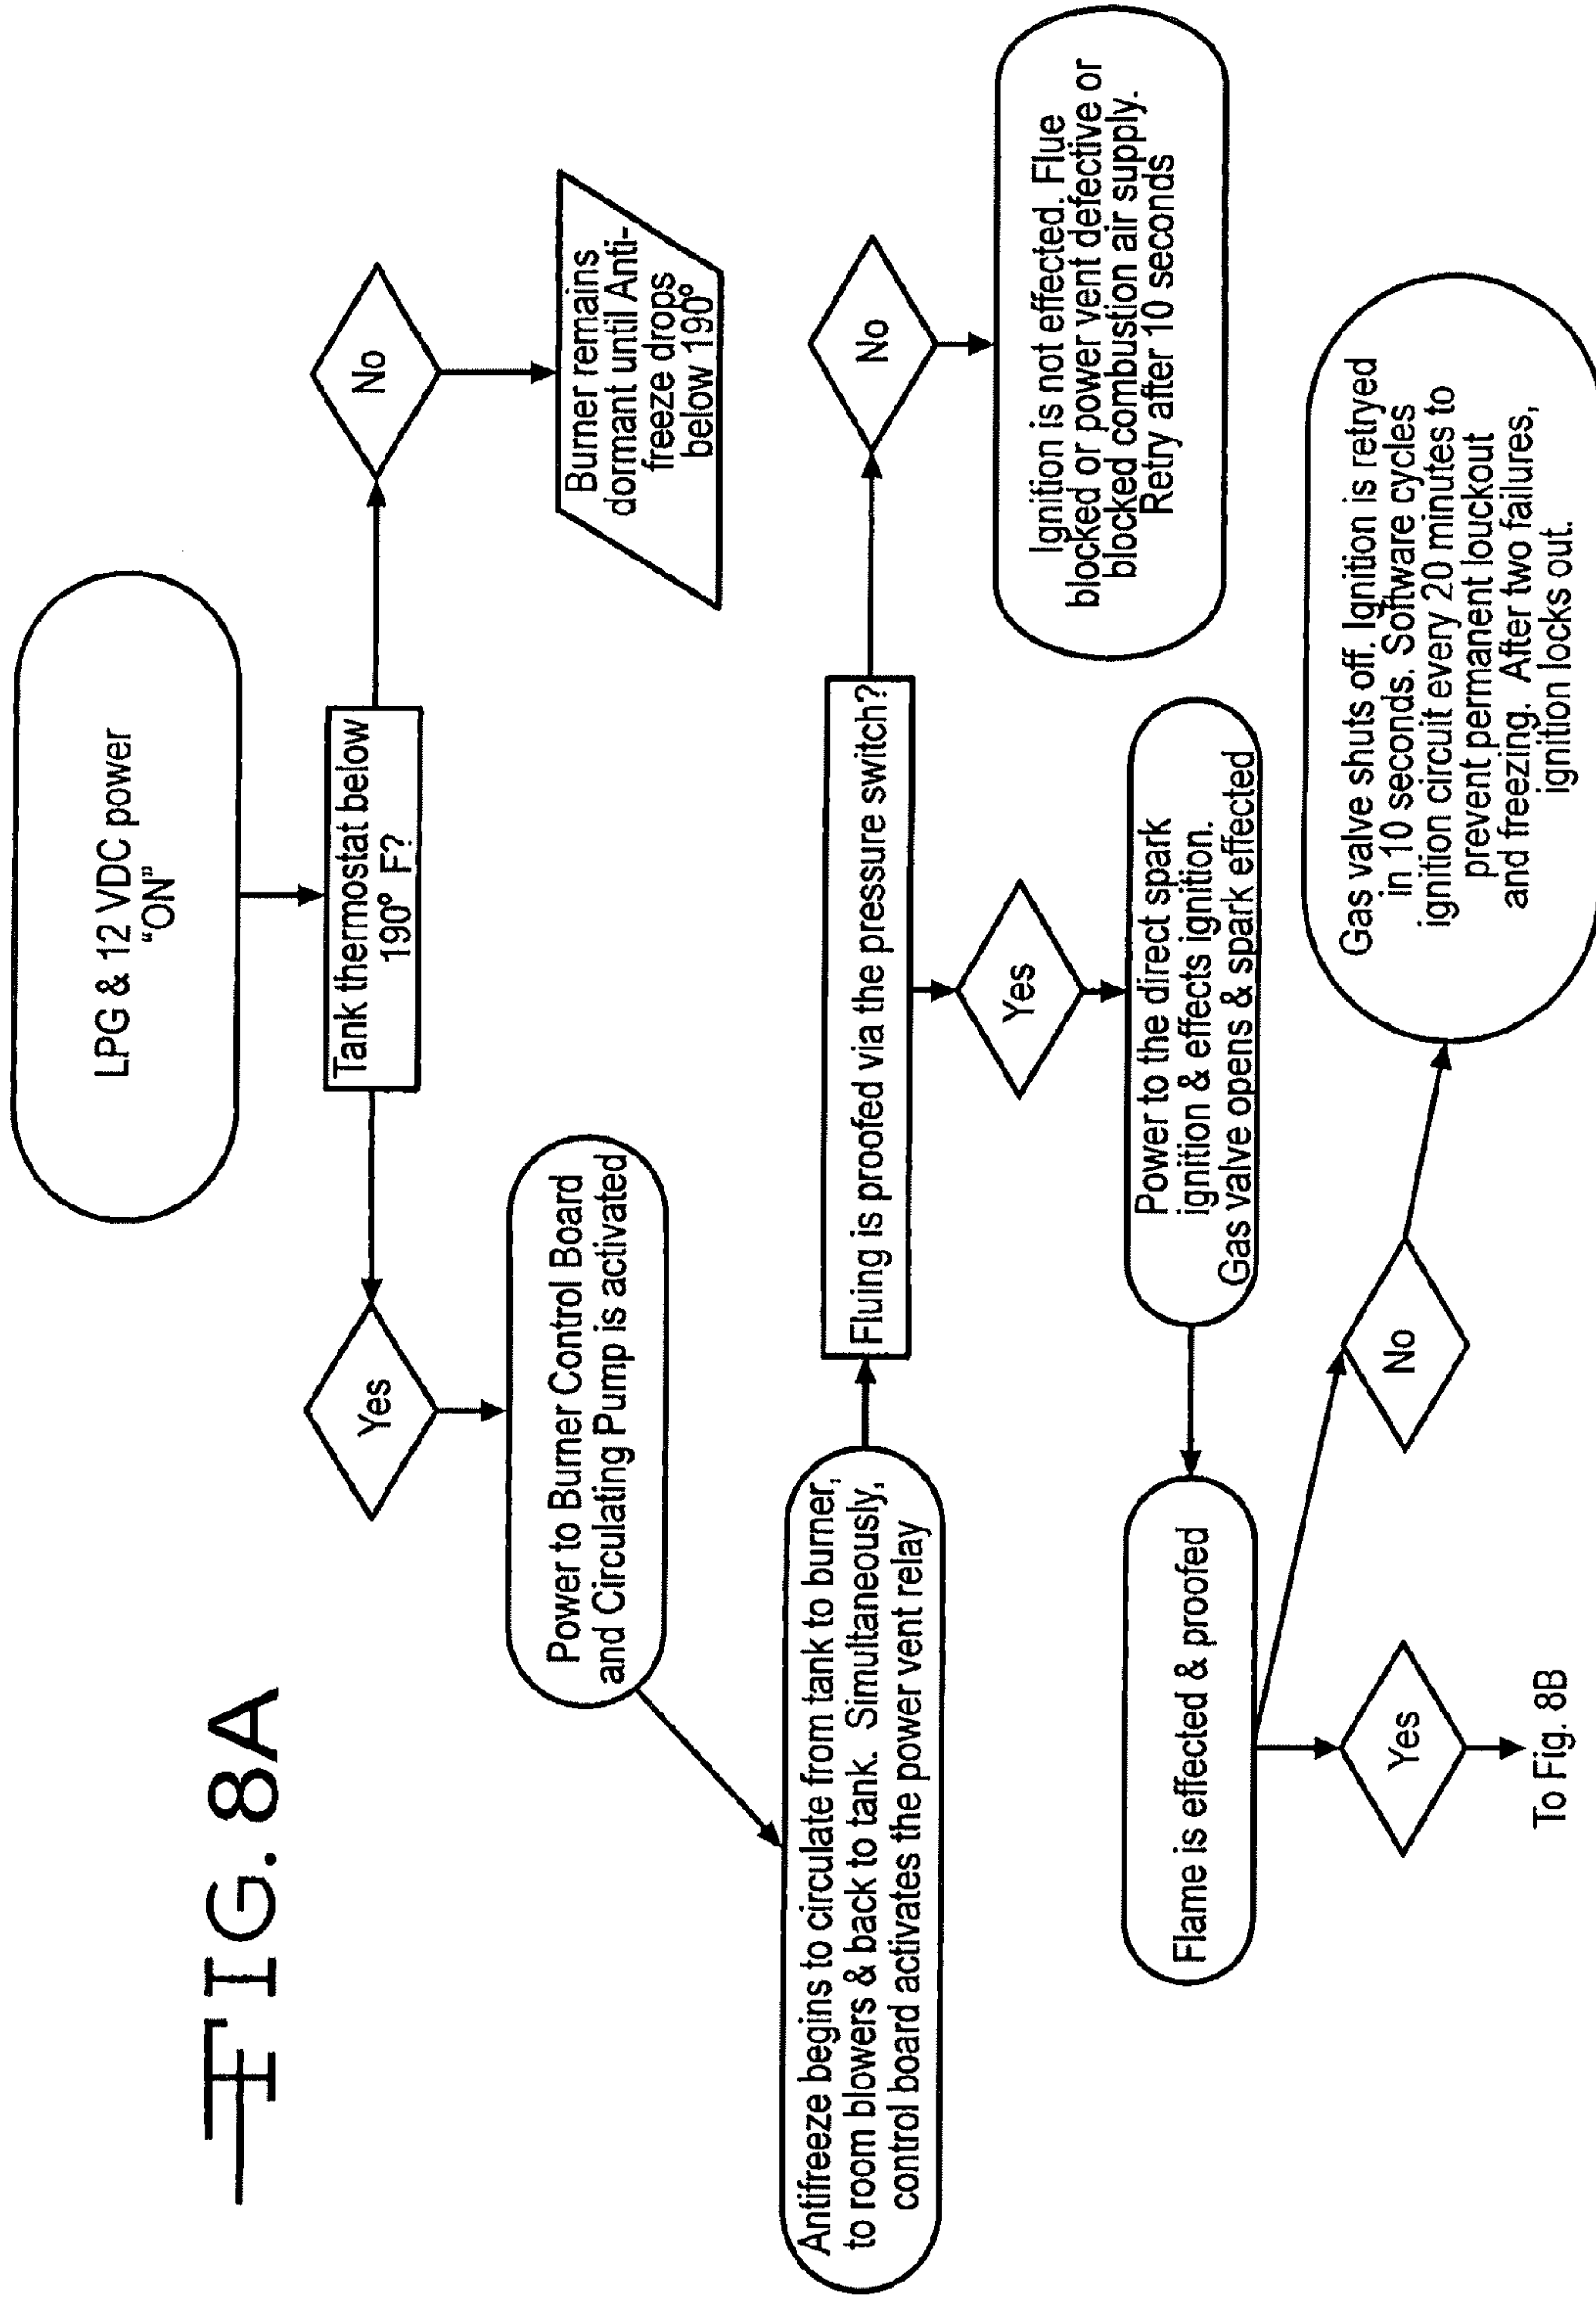 FIG. 8A
LPG & 12 VDC power
“ON”
Tank thermostat below
190° F?
Yes
No
Power to Burner Control Board
and Circulating Pump is activated
Burner remains
dormant until Anti-
freeze drops
below 190°
Antifreeze begins to circulate from tank to burner,
to room blowers & back to tank. Simultaneously,
control board activates the power vent relay
Fluing is proofed via the pressure switch?
No
Yes
Ignition is not effected. Flue
blocked or power vent defective or
blocked combustion air supply.
Retry after 10 seconds
Power to the direct spark
ignition & effects ignition.
Gas valve opens & spark effected
Flame is effected & proofed
Yes
No
To Fig. 8B
Gas valve shuts off. Ignition is retryed
in 10 seconds. Software cycles
ignition circuit every 20 minutes to
prevent permanent louckout
and freezing. After two failures,
ignition locks out.